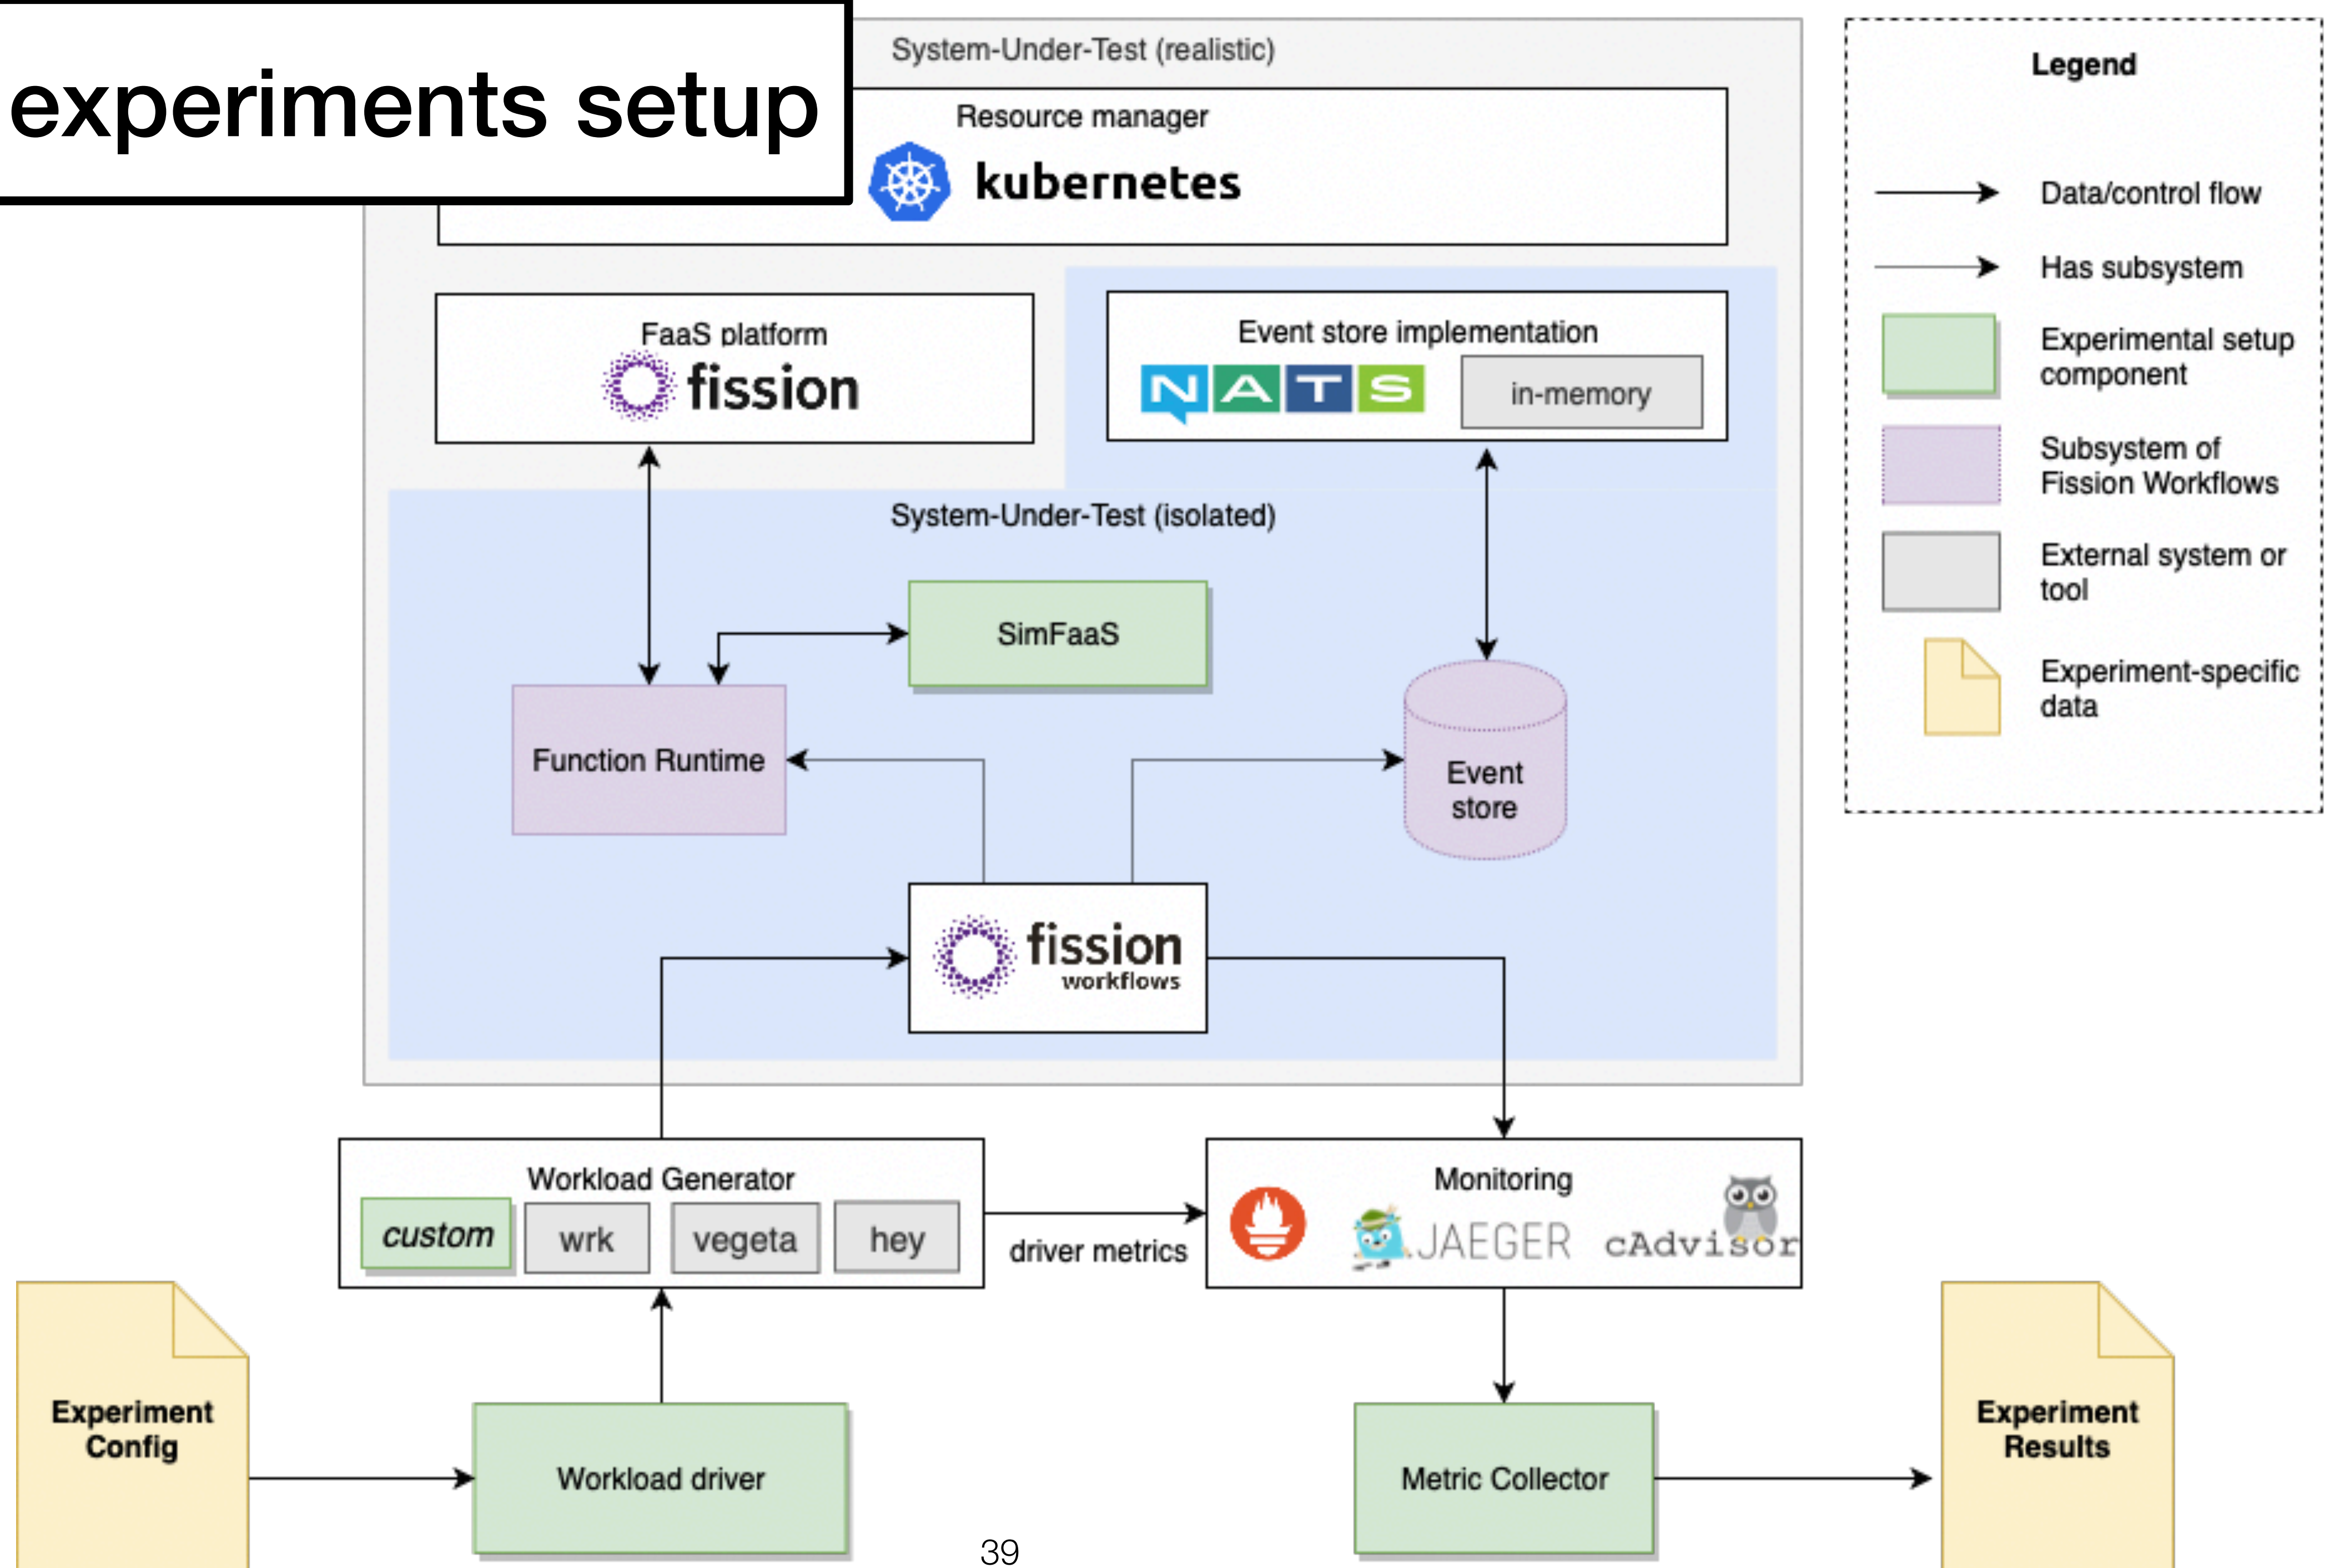 experiments setup
System-Under-Test (realistic)
Resource manager
kubernetes
FaaS platform
fission
Event store implementation
NATS
in-memory
System-Under-Test (isolated)
SimFaaS
Function Runtime
Event
store
fission
workflows
Workload Generator
custom
wrk
vegeta
hey
driver metrics
Monitoring
JAEGER
cAdvisor
Experiment
Config
Workload driver
Metric Collector
Experiment
Results
Legend
Data/control flow
Has subsystem
Experimental setup
component
Subsystem of
Fission Workflows
External system or
tool
Experiment-specific
data
39